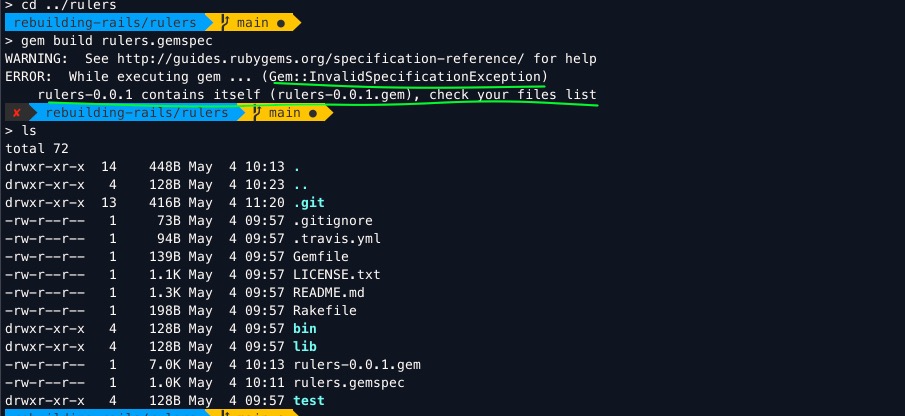 > cd ../rulers
rebuilding-rails/rulers main ●
> gem build rulers.gemspec
WARNING:  See http://guides.rubygems.org/specification-reference/ for help
ERROR:  While executing gem ... (Gem::InvalidSpecificationException)
    rulers-0.0.1 contains itself (rulers-0.0.1.gem), check your files list
✘ rebuilding-rails/rulers main ●
> ls
total 72
drwxr-xr-x  14    448B May  4 10:13 .
drwxr-xr-x   4    128B May  4 10:23 ..
drwxr-xr-x  13    416B May  4 11:20 .git
-rw-r--r--   1     73B May  4 09:57 .gitignore
-rw-r--r--   1     94B May  4 09:57 .travis.yml
-rw-r--r--   1    139B May  4 09:57 Gemfile
-rw-r--r--   1    1.1K May  4 09:57 LICENSE.txt
-rw-r--r--   1    1.3K May  4 09:57 README.md
-rw-r--r--   1    198B May  4 09:57 Rakefile
drwxr-xr-x   4    128B May  4 09:57 bin
drwxr-xr-x   4    128B May  4 09:57 lib
-rw-r--r--   1    7.0K May  4 10:13 rulers-0.0.1.gem
-rw-r--r--   1    1.0K May  4 10:11 rulers.gemspec
drwxr-xr-x   4    128B May  4 09:57 test
rebuilding-rails/rulers main ●